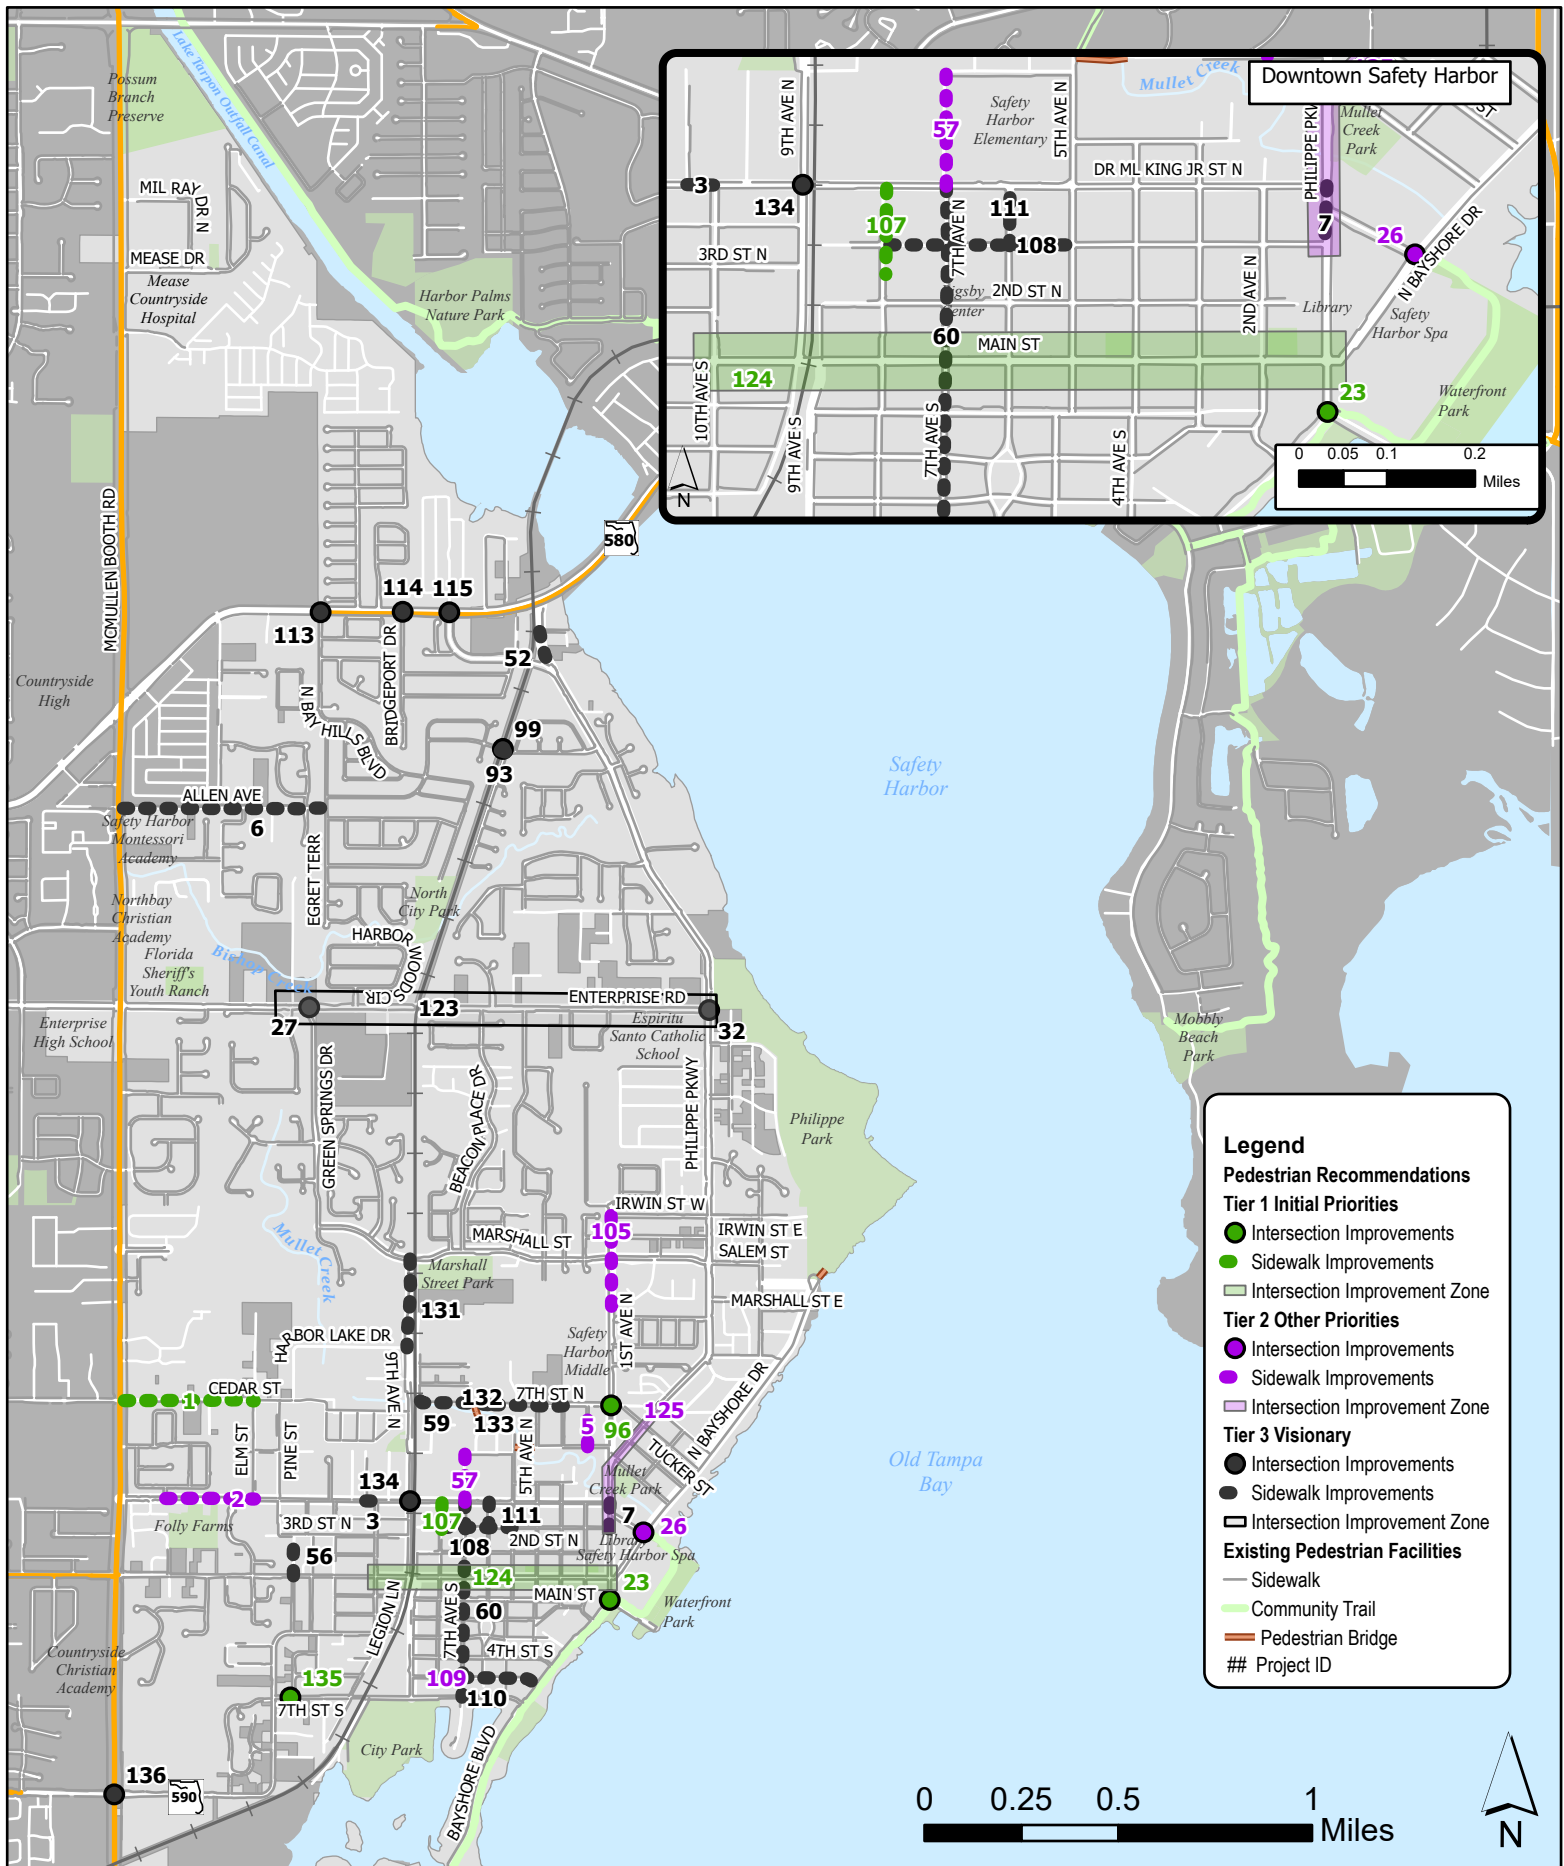 Possum
Branch
Preserve
Lake Tarpon Outfall Canal
MIL RAY DR N
MEASE DR
Mease
Countryside
Hospital
Harbor Palms
Nature Park
MCMULLEN BOOTH RD
Downtown Safety Harbor
Mullet Creek
Mullet
Creek
Park
ST
9TH AVE N
57
Safety
Harbor
Elementary
5TH AVE N
DR ML KING JR ST N
PHILIPPE PKW
3
134
107
7TH AVE N
111
108
7
26
N BAYSHORE DR
3RD ST N
2ND ST N
2ND AVE N
Library
Safety
Harbor Spa
60
MAIN ST
124
10TH AVE S
9TH AVE S
7TH AVE S
4TH AVE S
23
Waterfront
Park
N
0 0.05 0.1 0.2
Miles
580
114 115
113
52
BRIDGEPORT DR
N BAY HILLS BLVD
Countryside
High
99
93
Safety
Harbor
ALLEN AVE
6
Safety Harbor
Montessori
Academy
EGRET TERR
North
City Park
Northbay
Christian
Academy
HARBOR WOODS CIR
Florida
Sheriff's
Youth Ranch
Bishop Creek
ENTERPRISE RD
123
27
32
Enterprise
High School
Espiritu
Santo Catholic
School
Mobbly
Beach
Park
GREEN SPRINGS DR
BEACON PLACE DR
PHILIPPE PKWY
Philippe
Park
Mullet Creek
IRWIN ST W
105
IRWIN ST E
MARSHALL ST
SALEM ST
Marshall
Street Park
131
MARSHALL ST E
HARBOR LAKE DR
9TH AVE N
Safety
Harbor
Middle
1ST AVE N
CEDAR ST
1
132
7TH ST N
59
133
5
96
125
N BAYSHORE DR
ELM ST
PINE ST
5TH AVE N
TUCKER ST
Old Tampa
Bay
134
57
Mullet
Creek Park
2
3
107
111
7
26
Folly Farms
3RD ST N
2ND ST N
108
Safety Harbor Spa
56
124
MAIN ST
23
Waterfront
Park
LEGION LN
7TH AVE S
60
4TH ST S
Countryside
Christian
Academy
109
110
135
7TH ST S
City Park
BAYSHORE BLVD
136
590
Legend
Pedestrian Recommendations
Tier 1 Initial Priorities
Intersection Improvements
Sidewalk Improvements
Intersection Improvement Zone
Tier 2 Other Priorities
Intersection Improvements
Sidewalk Improvements
Intersection Improvement Zone
Tier 3 Visionary
Intersection Improvements
Sidewalk Improvements
Intersection Improvement Zone
Existing Pedestrian Facilities
Sidewalk
Community Trail
Pedestrian Bridge
## Project ID
0 0.25 0.5 1
Miles
N